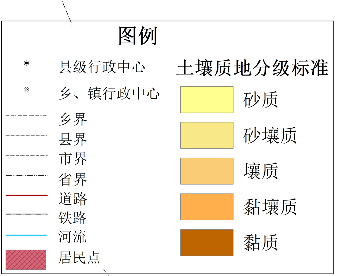 图例
县级行政中心
乡、镇行政中心
乡界
县界
市界
省界
道路
铁路
河流
居民点
土壤质地分级标准
砂质
砂壤质
壤质
黏壤质
黏质